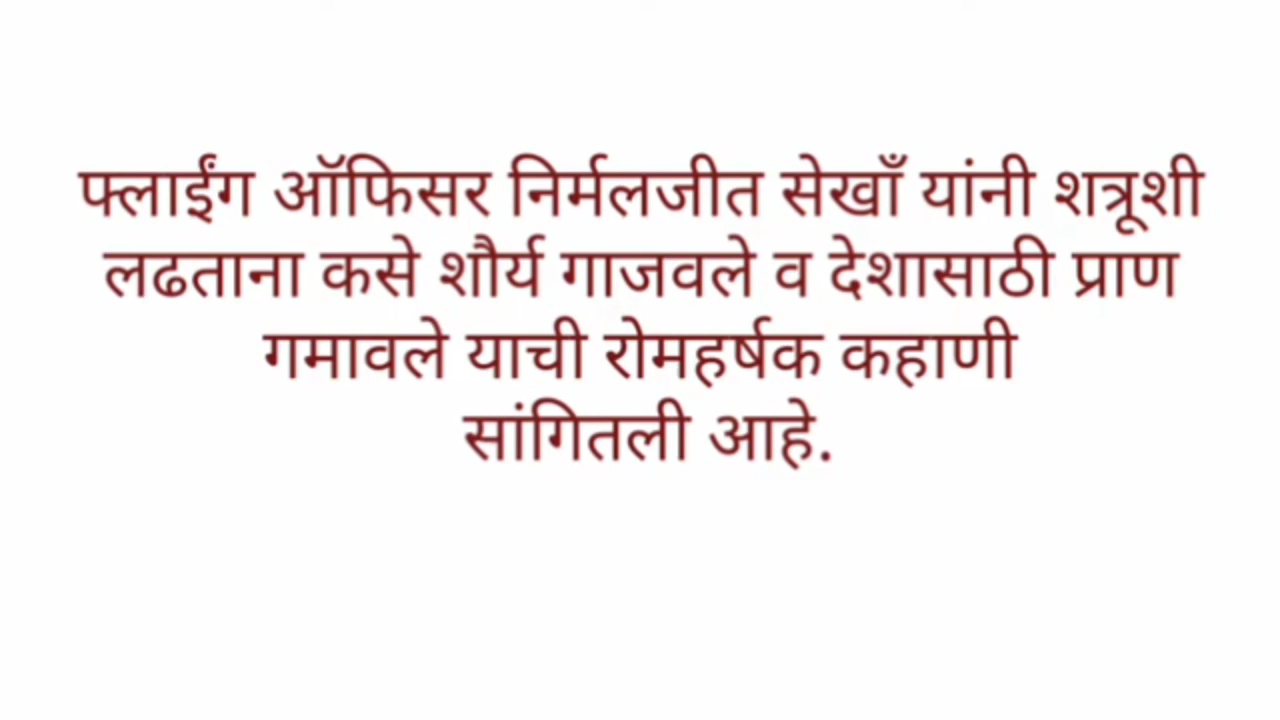 फ्लाईंग ऑफिसर निर्मलजीत सेखाँ यांनी शत्रूशी
लढताना कसे शौर्य गाजवले व देशासाठी प्राण
गमावले याची रोमहर्षक कहाणी
सांगितली आहे.